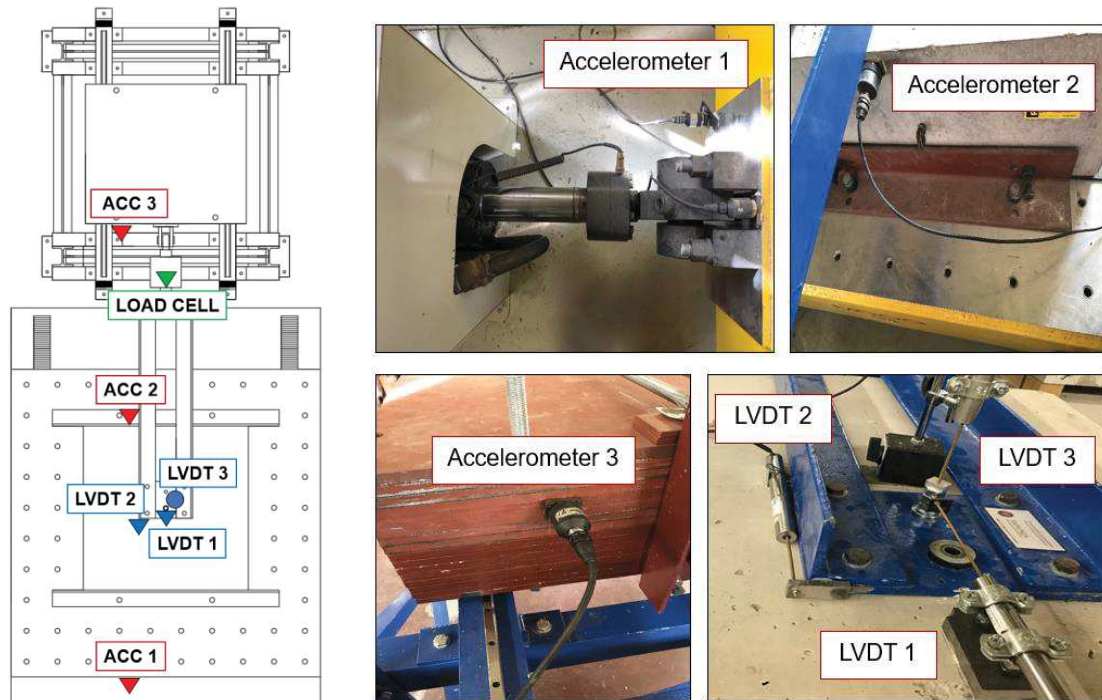 ACC 3
LOAD CELL
ACC 2
LVDT 3
LVDT 2
LVDT 1
ACC 1
Accelerometer 1
Accelerometer 2
Accelerometer 3
LVDT 2
LVDT 3
LVDT 1